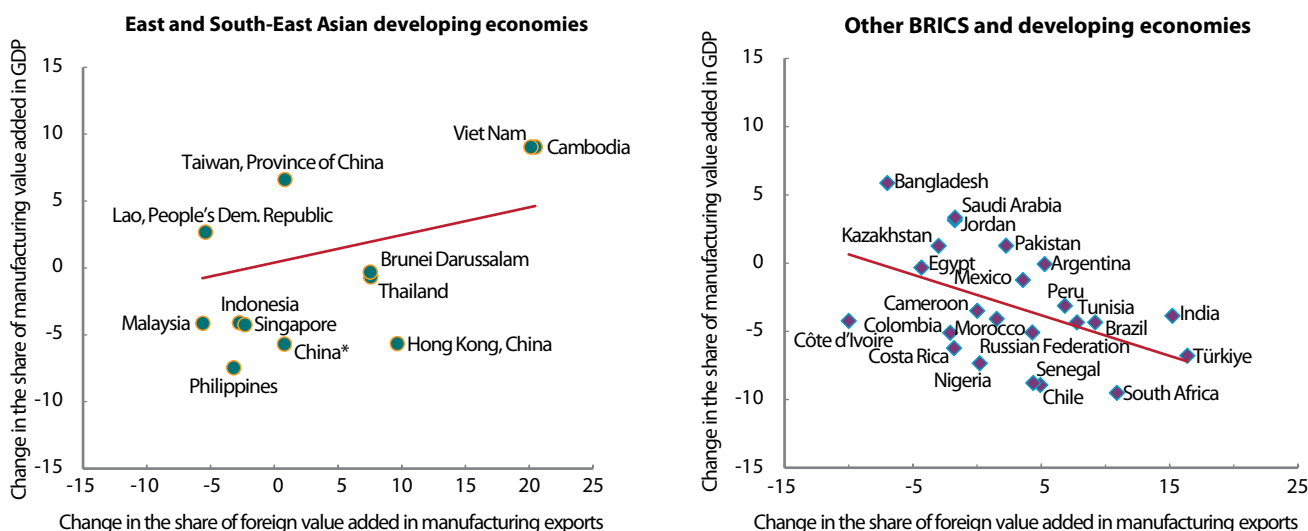 East and South-East Asian developing economies
Change in the share of manufacturing value added in GDP
15
10
5
0
-5
-10
-15
Viet Nam
Cambodia
Taiwan, Province of China
Lao, People's Dem. Republic
Brunei Darussalam
Thailand
Indonesia
Malaysia
Singapore
China*
Hong Kong, China
Philippines
-15
-5
0
5
10
15
20
25
Change in the share of foreign value added in manufacturing exports
Other BRICS and developing economies
Change in the share of manufacturing value added in GDP
15
10
5
0
-5
-10
-15
Bangladesh
Saudi Arabia
Jordan
Kazakhstan
Pakistan
Egypt
Argentina
Mexico
Peru
Cameroon
Tunisia
India
Colombia
Morocco
Brazil
Côte d'Ivoire
Russian Federation
Costa Rica
Türkiye
Nigeria
Senegal
Chile
South Africa
-15
-5
5
15
25
Change in the share of foreign value added in manufacturing exports